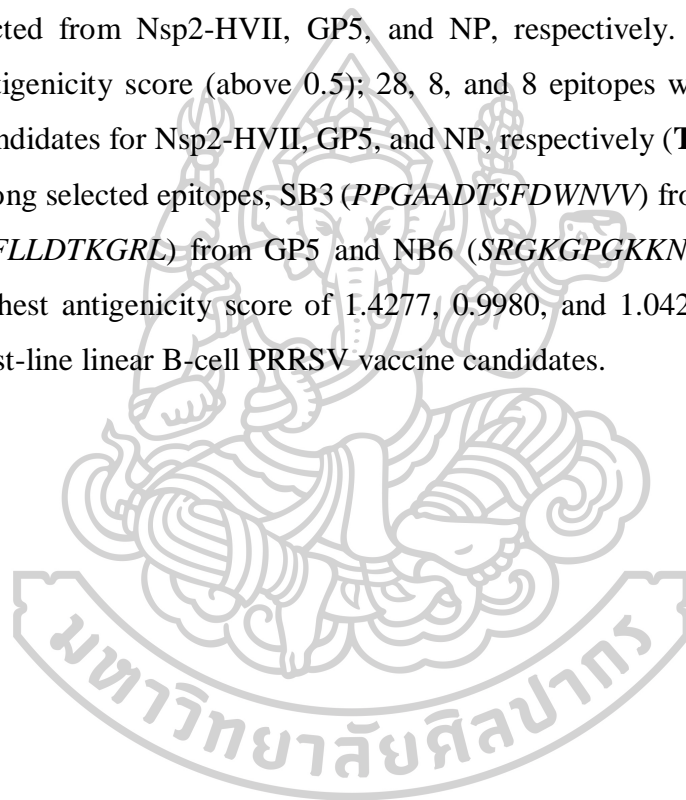 cted from Nsp2-HVII, GP5, and NP, respectively.
tigenicity score (above 0.5); 28, 8, and 8 epitopes w
ndidates for Nsp2-HVII, GP5, and NP, respectively (T
ong selected epitopes, SB3 (PPGAADTSFDWNVV) fro
FLLDTKGRL) from GP5 and NB6 (SRGKGPGKKN
ghest antigenicity score of 1.4277, 0.9980, and 1.042
st-line linear B-cell PRRSV vaccine candidates.
มหาวิทยาลัยศิลปากร